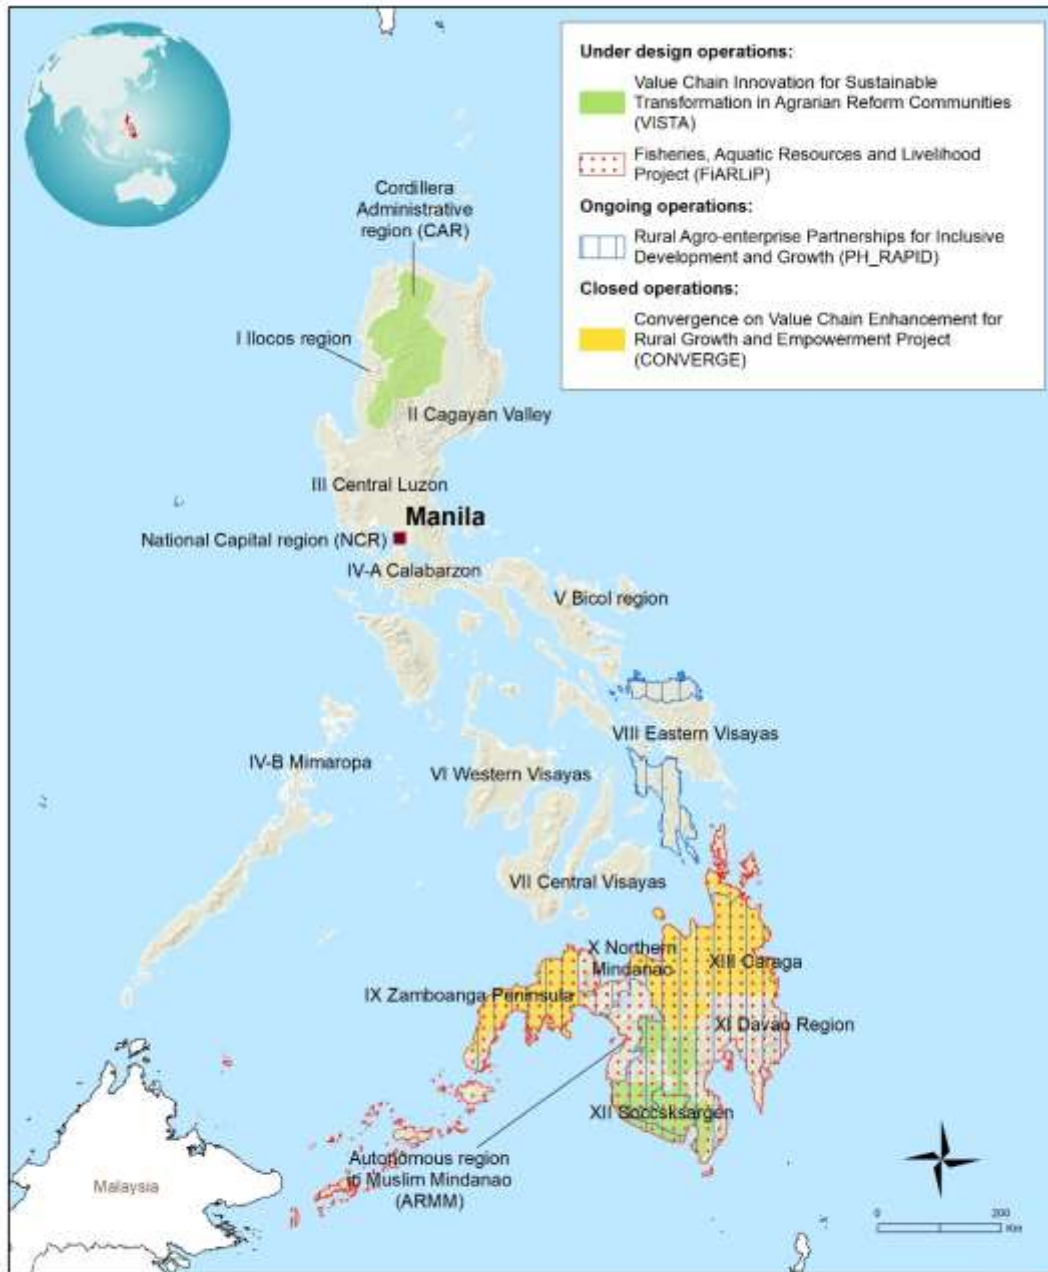 Under design operations:
Value Chain Innovation for Sustainable
Transformation in Agrarian Reform Communities
(VISTA)
Fisheries, Aquatic Resources and Livelihood
Project (FiARLiP)
Ongoing operations:
Rural Agro-enterprise Partnerships for Inclusive
Development and Growth (PH_RAPID)
Closed operations:
Convergence on Value Chain Enhancement for
Rural Growth and Empowerment Project
(CONVERGE)
Cordillera
Administrative
region (CAR)
I Ilocos region
II Cagayan Valley
III Central Luzon
Manila
National Capital region (NCR)
IV-A Calabarzon
V Bicol region
VIII Eastern Visayas
IV-B Mimaropa
VI Western Visayas
VII Central Visayas
X Northern
Mindanao
XIII Caraga
IX Zamboanga Peninsula
XI Davao Region
XII Soccsksargen
Autonomous region
in Muslim Mindanao
(ARMM)
Malaysia
0 200
Km